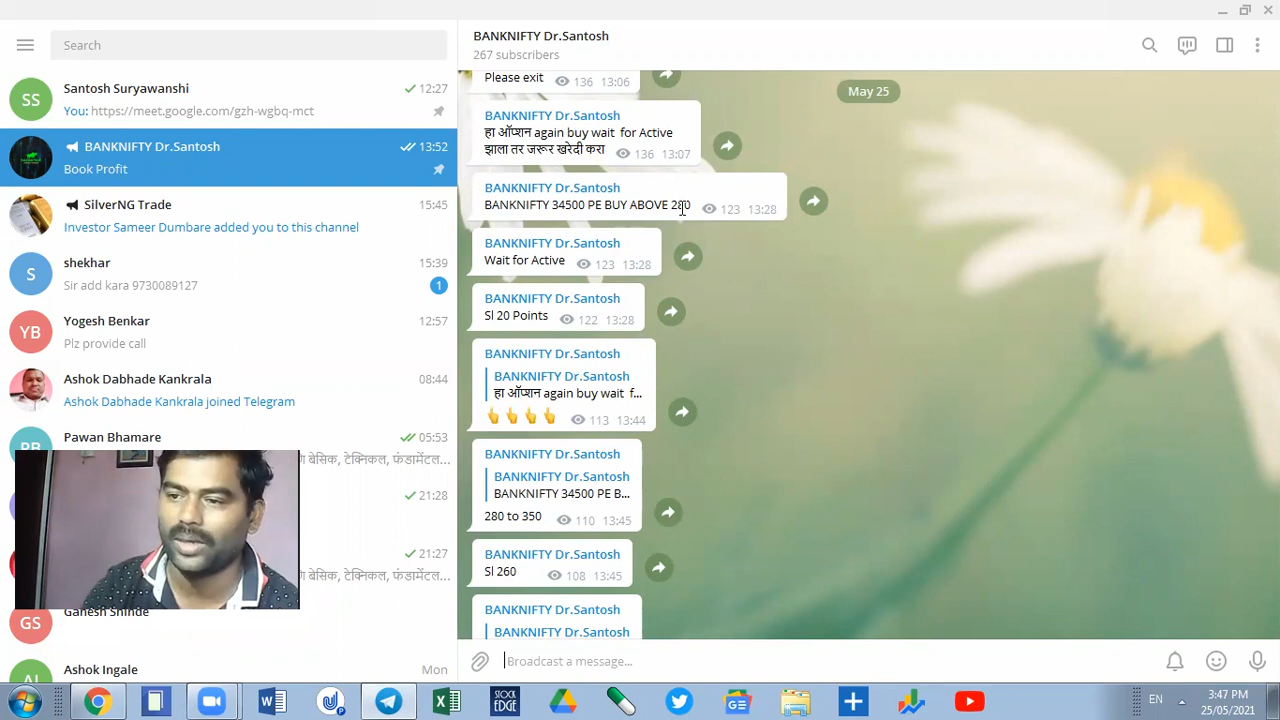 Search
Santosh Suryawanshi
12:27
SS
You: https://meet.google.com/gzh-wgbq-mct
BANKNIFTY Dr.Santosh
13:52
Book Profit
SilverNG Trade
15:45
Investor Sameer Dumbare added you to this channel
shekhar
15:39
S
Sir add kara 9730089127
1
Yogesh Benkar
12:57
YB
Plz provide call
Ashok Dabhade Kankrala
08:44
Ashok Dabhade Kankrala joined Telegram
Pawan Bhamare
05:53
बेसिक, टेक्निकल, फंडामेंटल...
21:28
21:27
बेसिक, टेक्निकल, फंडामेंटल...
Ganesh Shinde
GS
Ashok Ingale
Mon
AI
BANKNIFTY Dr.Santosh
267 subscribers
May 25
Please exit
136 13:06
BANKNIFTY Dr.Santosh
हा ऑप्शन again buy wait for Active
झाला तर जरूर खरेदी करा
136 13:07
BANKNIFTY Dr.Santosh
BANKNIFTY 34500 PE BUY ABOVE 280
123 13:28
BANKNIFTY Dr.Santosh
Wait for Active
123 13:28
BANKNIFTY Dr.Santosh
Sl 20 Points
122 13:28
BANKNIFTY Dr.Santosh
BANKNIFTY Dr.Santosh
हा ऑप्शन again buy wait f...
113 13:44
BANKNIFTY Dr.Santosh
BANKNIFTY Dr.Santosh
BANKNIFTY 34500 PE B...
280 to 350
110 13:45
BANKNIFTY Dr.Santosh
Sl 260
108 13:45
BANKNIFTY Dr.Santosh
BANKNIFTY Dr.Santosh
Broadcast a message...
STOCK
EDGE
EN
3:47 PM
25/05/2021